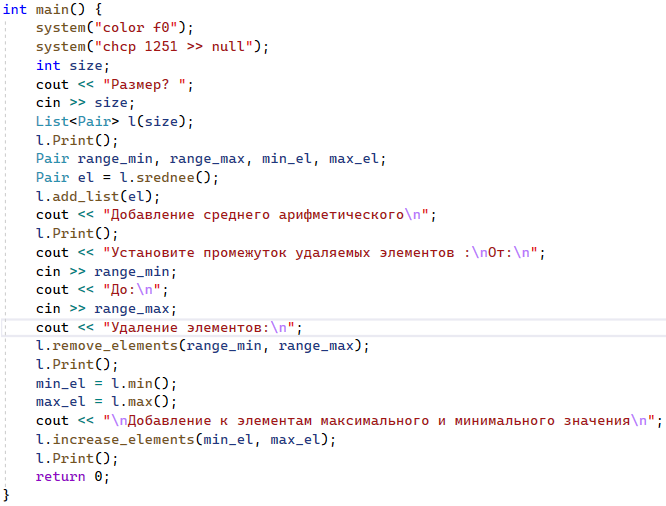 int main() {
    system("color f0");
    system("chcp 1251 >> null");
    int size;
    cout << "Размер? ";
    cin >> size;
    List<Pair> l(size);
    l.Print();
    Pair range_min, range_max, min_el, max_el;
    Pair el = l.srednee();
    l.add_list(el);
    cout << "Добавление среднего арифметического\n";
    l.Print();
    cout << "Установите промежуток удаляемых элементов :\nОт:\n";
    cin >> range_min;
    cout << "До:\n";
    cin >> range_max;
    cout << "Удаление элементов:\n";
    l.remove_elements(range_min, range_max);
    l.Print();
    min_el = l.min();
    max_el = l.max();
    cout << "\nДобавление к элементам максимального и минимального значения\n";
    l.increase_elements(min_el, max_el);
    l.Print();
    return 0;
}